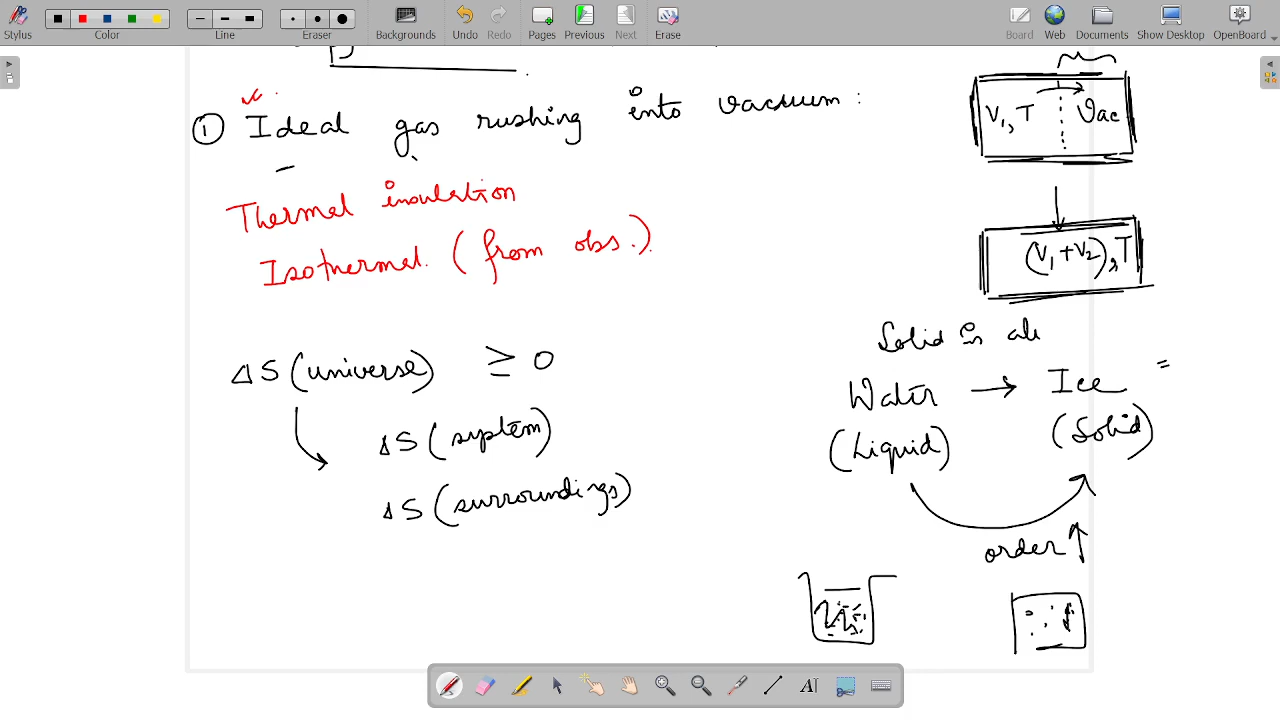 Stylus
Color
Line
Eraser
Backgrounds
Undo
Redo
Pages
Previous
Next
Erase
Board
Web
Documents
Show Desktop
OpenBoard
① Ideal gas rushing into vacuum :
Thermal insulation
Isothermal. (from obs.)
V₁, T
Vac
(V₁+V₂), T
ΔS(universe) ≥ 0
ΔS(system)
ΔS(surroundings)
Solid is
Water → Ice =
(Liquid) (Solid)
order ↑